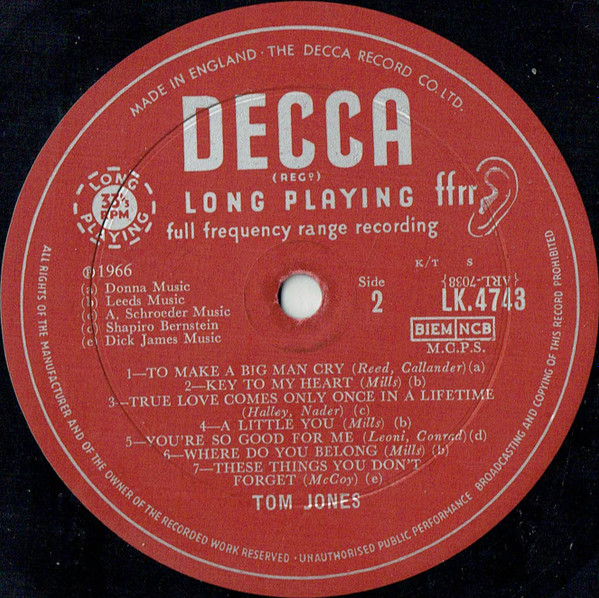 MADE IN ENGLAND · THE DECCA RECORD CO. LTD.
DECCA
(REGD)
LONG PLAYING
ffrr
full frequency range recording
LONG
33⅓
RPM
PLAYING
℗1966
(a) Donna Music
(b) Leeds Music
(c) A. Schroeder Music
(d) Shapiro Bernstein
(e) Dick James Music
K/T S
Side
2
{ARL-7038}
LK.4743
BIEM NCB
M.C.P.S.
1—TO MAKE A BIG MAN CRY (Reed, Callander)(a)
2—KEY TO MY HEART (Mills) (b)
3—TRUE LOVE COMES ONLY ONCE IN A LIFETIME
(Halley, Nader) (c)
4—A LITTLE YOU (Mills) (b)
5—YOU'RE SO GOOD FOR ME (Leoni, Conrad)(d)
6—WHERE DO YOU BELONG (Mills) (b)
7—THESE THINGS YOU DON'T
FORGET (McCoy) (e)
TOM JONES
ALL RIGHTS OF THE MANUFACTURER AND OF THE OWNER OF THE RECORDED WORK RESERVED · UNAUTHORISED PUBLIC PERFORMANCE BROADCASTING AND COPYING OF THIS RECORD PROHIBITED